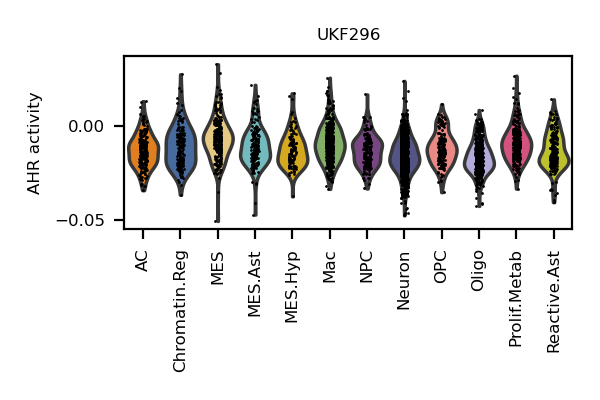 UKF296
AHR activity
0.00
−0.05
AC
Chromatin.Reg
MES
MES.Ast
MES.Hyp
Mac
NPC
Neuron
OPC
Oligo
Prolif.Metab
Reactive.Ast